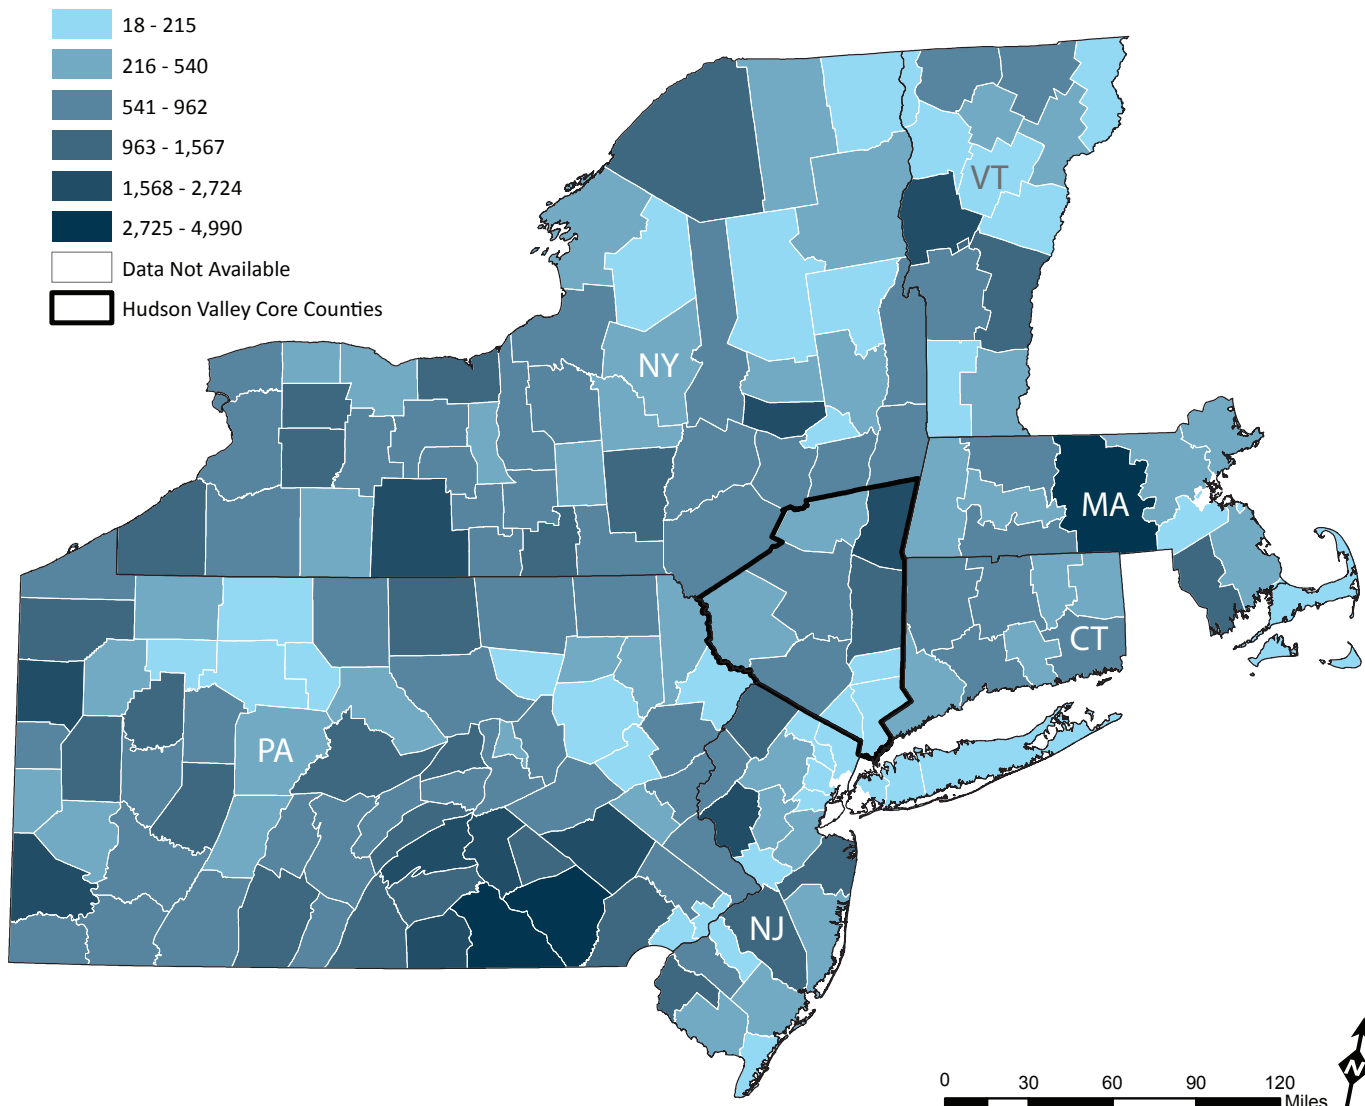 18 - 215
216 - 540
541 - 962
963 - 1,567
1,568 - 2,724
2,725 - 4,990
Data Not Available
Hudson Valley Core Counties
VT
NY
MA
CT
PA
NJ
N
0 30 60 90 120
Miles